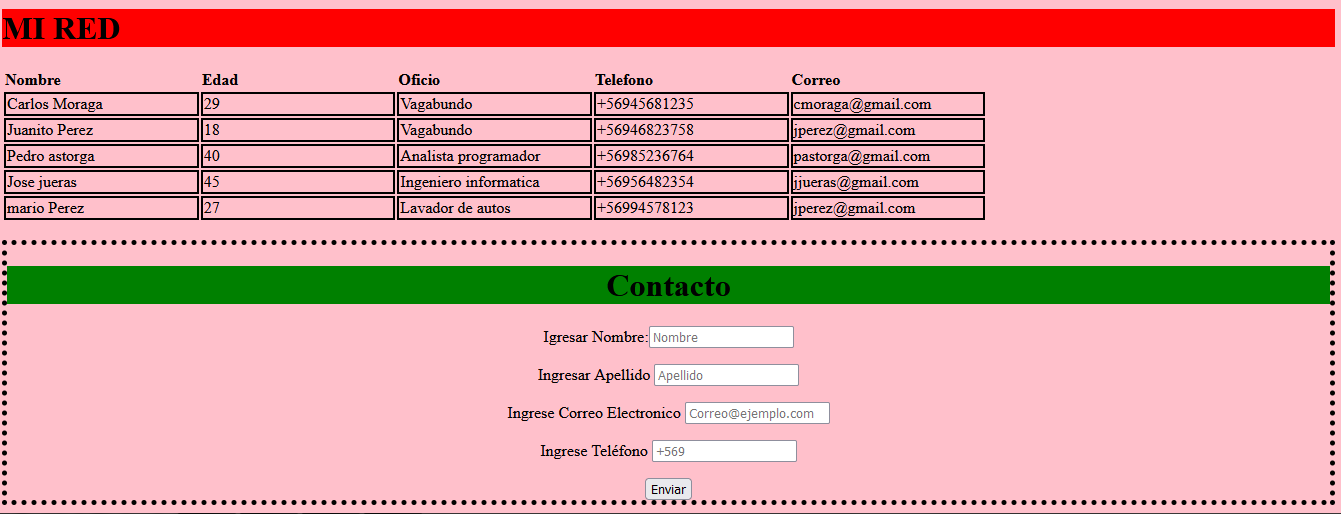 MI RED
Nombre Edad Oficio Telefono Correo
Carlos Moraga 29 Vagabundo +56945681235 cmoraga@gmail.com
Juanito Perez 18 Vagabundo +56946823758 jperez@gmail.com
Pedro astorga 40 Analista programador +56985236764 pastorga@gmail.com
Jose jueras 45 Ingeniero informatica +56956482354 jjueras@gmail.com
mario Perez 27 Lavador de autos +56994578123 jperez@gmail.com
Contacto
Igresar Nombre: Nombre
Ingresar Apellido Apellido
Ingrese Correo Electronico Correo@ejemplo.com
Ingrese Teléfono +569
Enviar